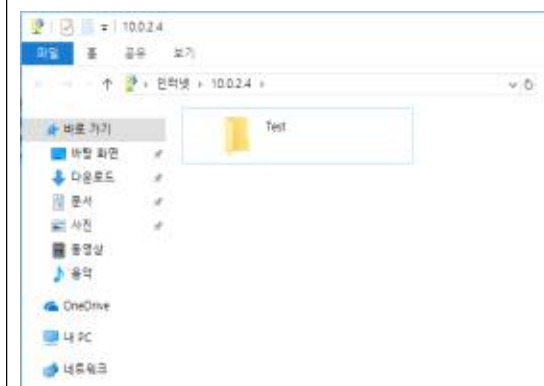 10.0.2.4
파일 홈 공유 보기
인터넷 › 10.0.2.4 ›
바로 가기
바탕 화면
다운로드
문서
사진
동영상
음악
OneDrive
내 PC
네트워크
Test